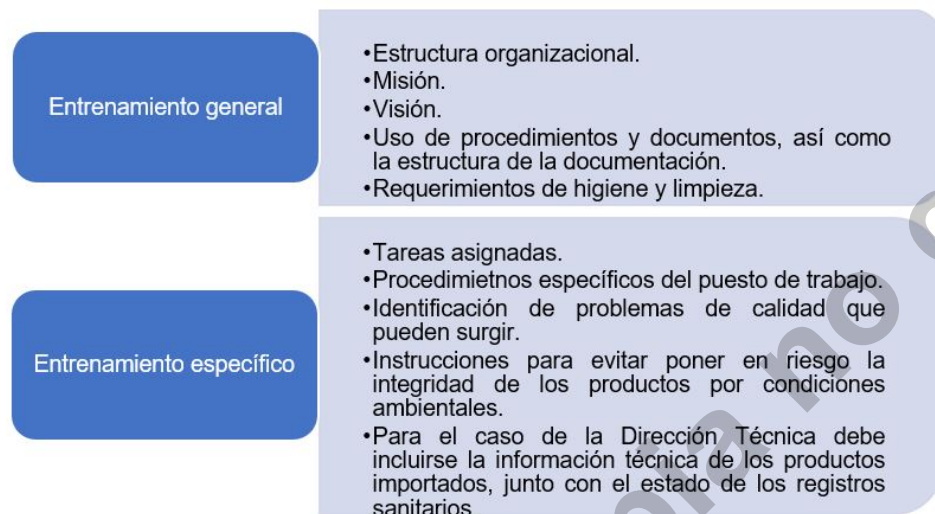 Entrenamiento general
•Estructura organizacional.
•Misión.
•Visión.
•Uso de procedimientos y documentos, así como
la estructura de la documentación.
•Requerimientos de higiene y limpieza.
Entrenamiento específico
•Tareas asignadas.
•Procedimietnos específicos del puesto de trabajo.
•Identificación de problemas de calidad que
pueden surgir.
•Instrucciones para evitar poner en riesgo la
integridad de los productos por condiciones
ambientales.
•Para el caso de la Dirección Técnica debe
incluirse la información técnica de los productos
importados, junto con el estado de los registros
sanitarios
pia no c